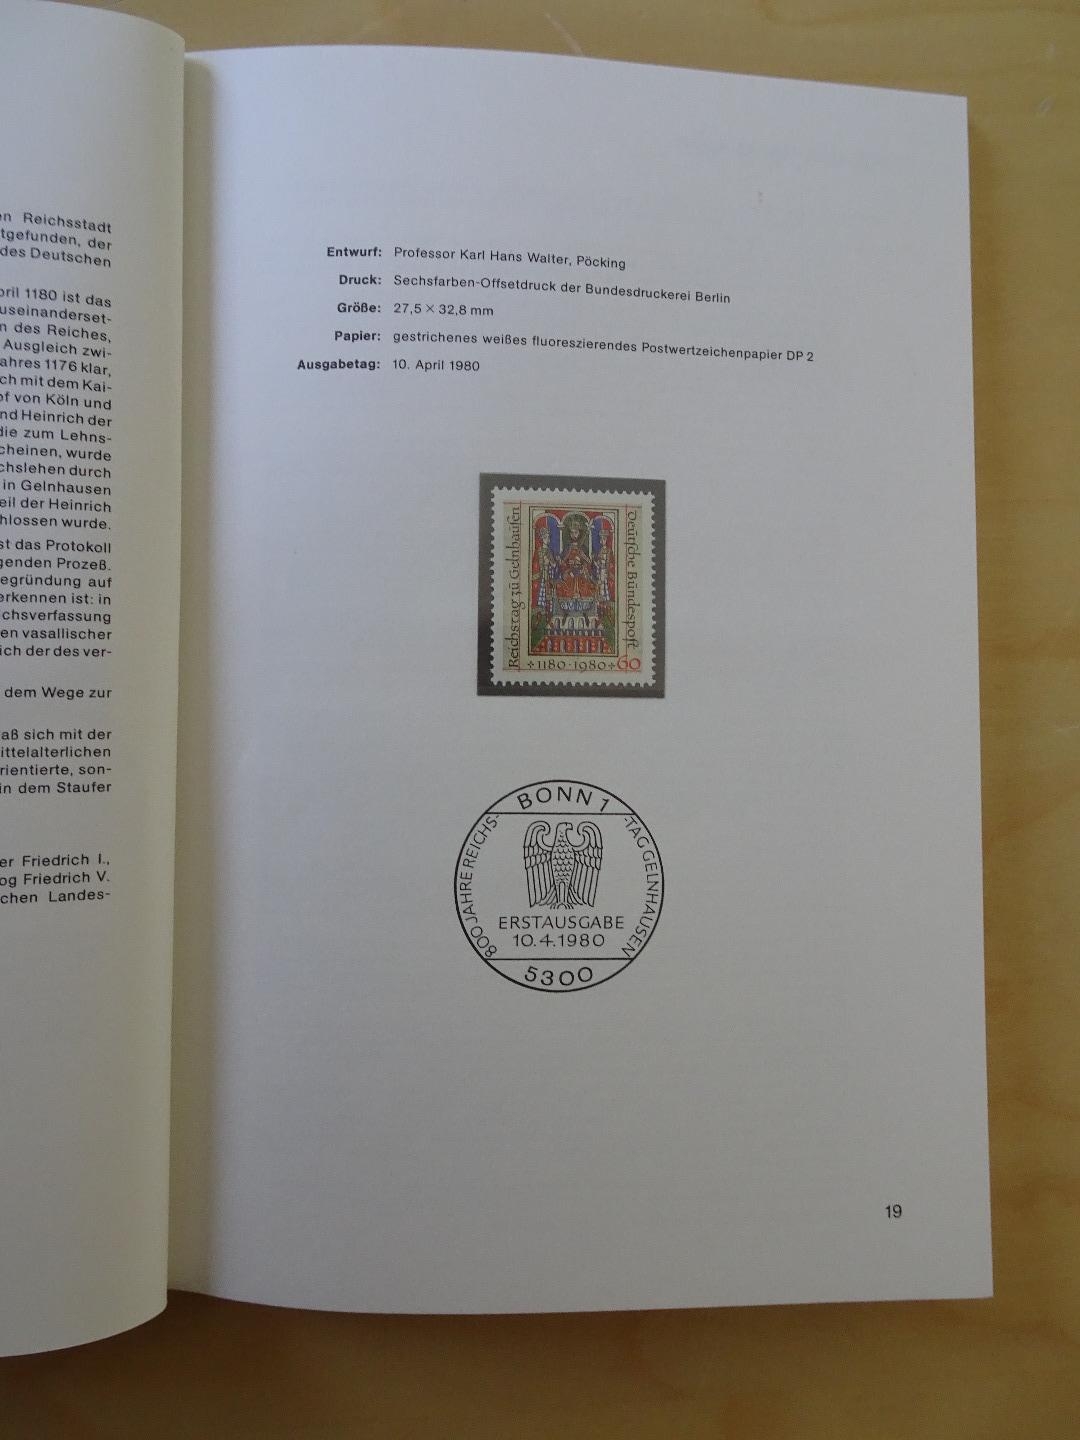 en Reichsstadt
tgefunden, der
des Deutschen
pril 1180 ist das
useinanderset-
n des Reiches,
Ausgleich zwi-
ahres 1176 klar,
ch mit dem Kai-
of von Köln und
nd Heinrich der
die zum Lehns-
cheinen, wurde
chslehen durch
in Gelnhausen
eil der Heinrich
hlossen wurde.
st das Protokoll
genden Prozeß.
egründung auf
erkennen ist: in
chsverfassung
en vasallischer
ich der des ver-
dem Wege zur
aß sich mit der
ittelalterlichen
rientierte, son-
in dem Staufer
er Friedrich I.,
og Friedrich V.
chen Landes-
Entwurf: Professor Karl Hans Walter, Pöcking
Druck: Sechsfarben-Offsetdruck der Bundesdruckerei Berlin
Größe: 27,5 × 32,8 mm
Papier: gestrichenes weißes fluoreszierendes Postwertzeichenpapier DP 2
Ausgabetag: 10. April 1980
Reichstag zu Gelnhausen
Deutsche Bundespost
+1180·1980+60
BONN 1
800 JAHRE REICHS-
-TAG GELNHAUSEN
ERSTAUSGABE
10.4.1980
5300
19